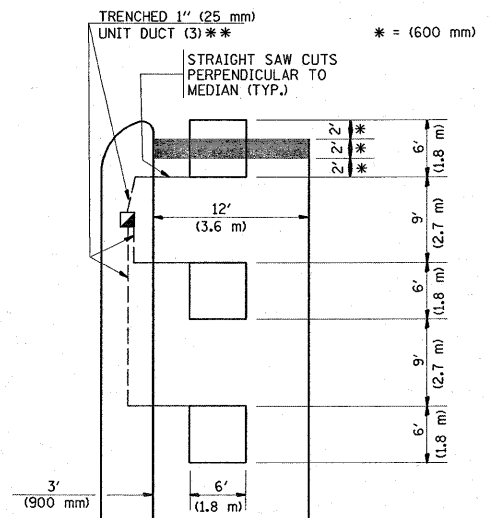 TRENCHED 1" (25 mm)
UNIT DUCT (3)**
* = (600 mm)
STRAIGHT SAW CUTS
PERPENDICULAR TO
MEDIAN (TYP.)
2' *
2' *
2' *
6'
(1.8 m)
12'
(3.6 m)
9'
(2.7 m)
6'
(1.8 m)
9'
(2.7 m)
6'
(1.8 m)
3'
(900 mm)
6'
(1.8 m)